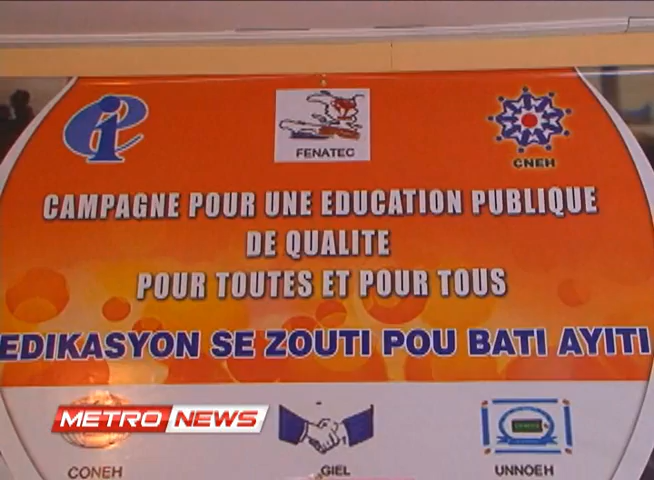 FENATEC
CNEH
CAMPAGNE POUR UNE EDUCATION PUBLIQUE
DE QUALITE
POUR TOUTES ET POUR TOUS
EDIKASYON SE ZOUTI POU BATI AYITI
METRO NEWS
CONEH
GIEL
UNNOEH